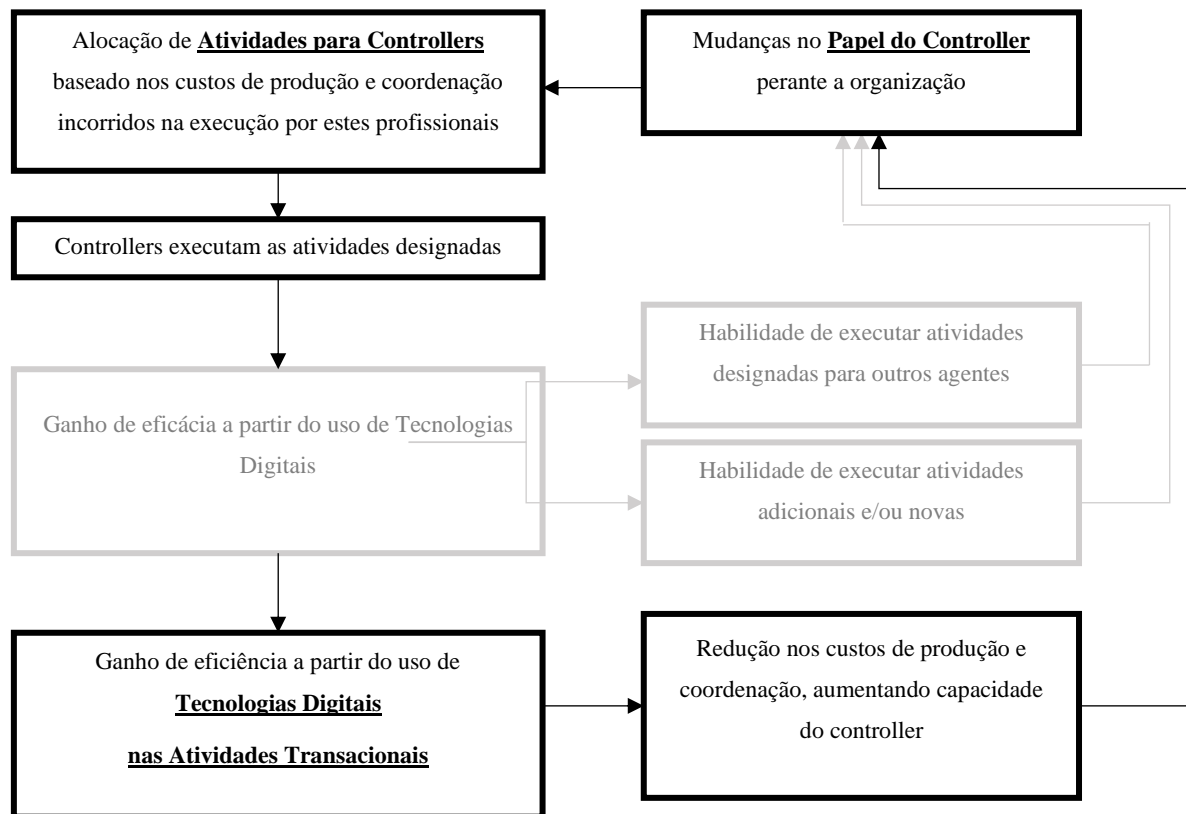 Alocação de Atividades para Controllers
baseado nos custos de produção e coordenação
incorridos na execução por estes profissionais
Mudanças no Papel do Controller
perante a organização
Controllers executam as atividades designadas
Habilidade de executar atividades
designadas para outros agentes
Ganho de eficácia a partir do uso de Tecnologias
Digitais
Habilidade de executar atividades
adicionais e/ou novas
Ganho de eficiência a partir do uso de
Tecnologias Digitais
nas Atividades Transacionais
Redução nos custos de produção e
coordenação, aumentando capacidade
do controller